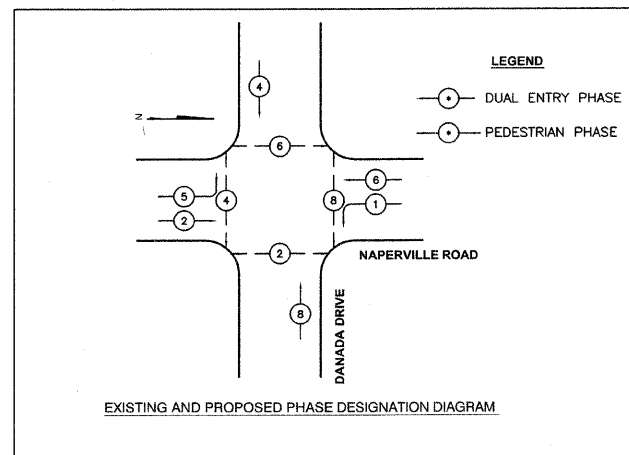 LEGEND
4
* DUAL ENTRY PHASE
* PEDESTRIAN PHASE
N
6
5
4
8
6
2
1
2
NAPERVILLE ROAD
8
DANADA DRIVE
EXISTING AND PROPOSED PHASE DESIGNATION DIAGRAM